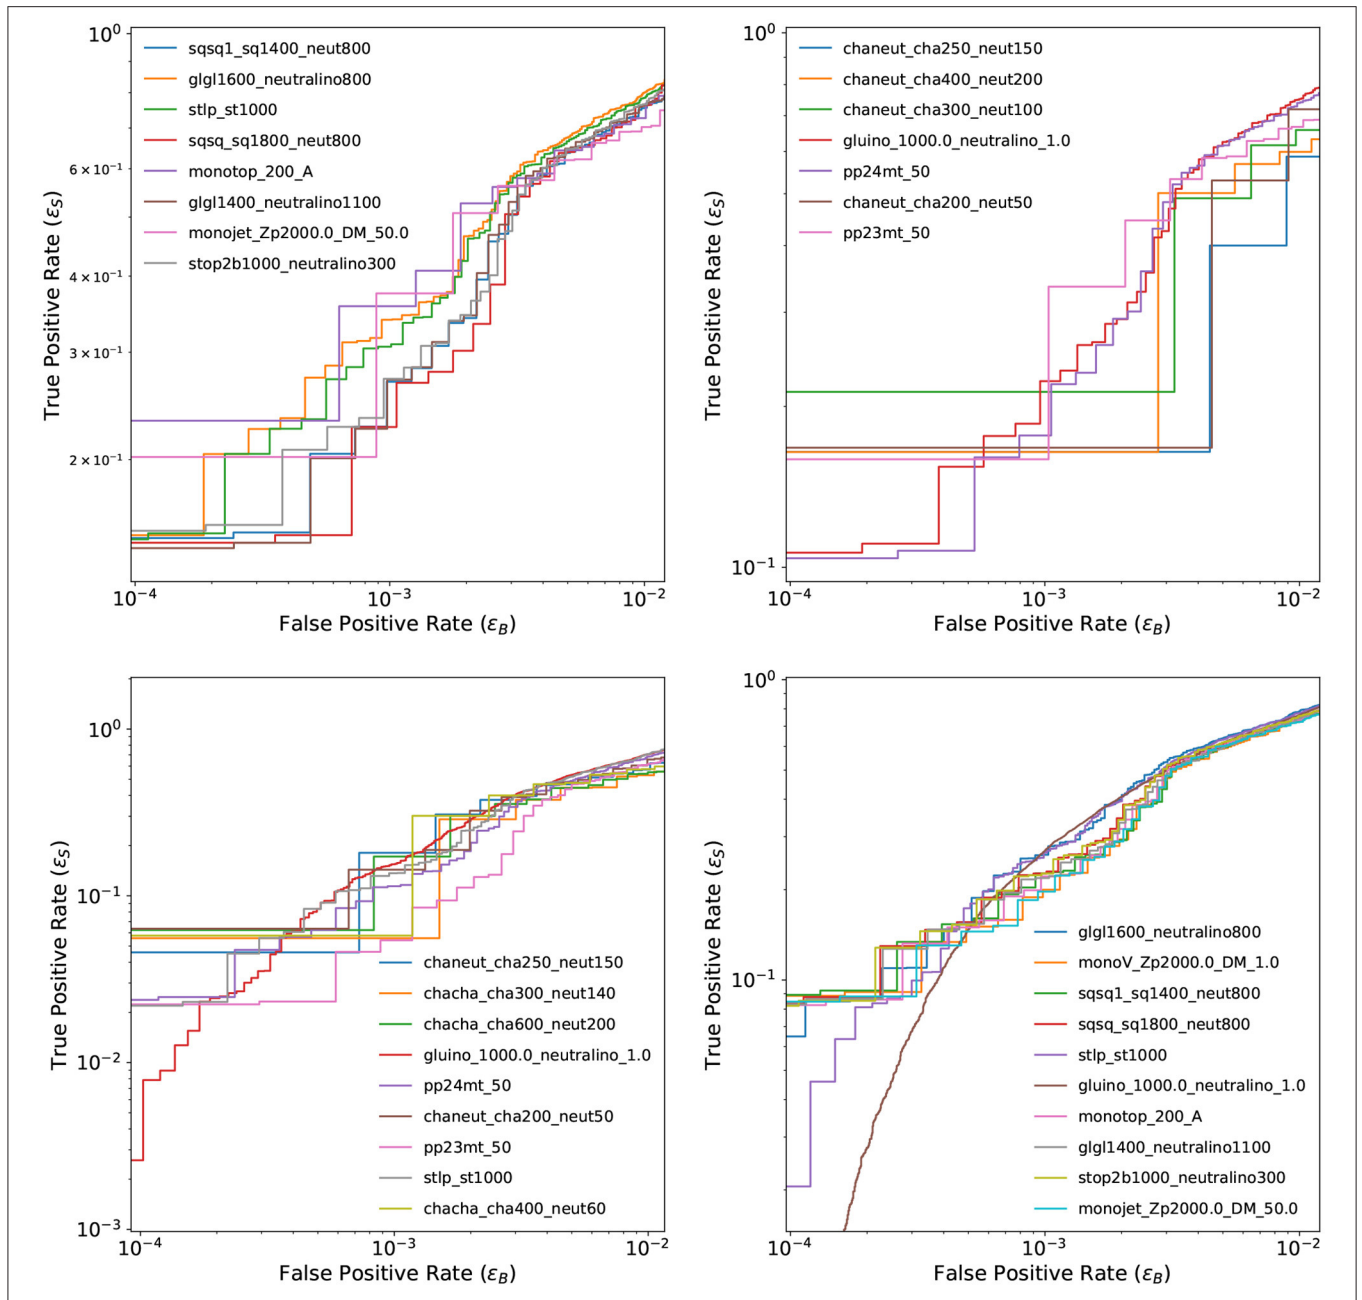 10⁰
6 × 10⁻¹
4 × 10⁻¹
3 × 10⁻¹
2 × 10⁻¹
True Positive Rate (εS)
sqsq1_sq1400_neut800
glgl1600_neutralino800
stlp_st1000
sqsq_sq1800_neut800
monotop_200_A
glgl1400_neutralino1100
monojet_Zp2000.0_DM_50.0
stop2b1000_neutralino300
10⁻⁴
10⁻³
10⁻²
False Positive Rate (εB)
10⁰
10⁻¹
True Positive Rate (εS)
chaneut_cha250_neut150
chaneut_cha400_neut200
chaneut_cha300_neut100
gluino_1000.0_neutralino_1.0
pp24mt_50
chaneut_cha200_neut50
pp23mt_50
10⁻⁴
10⁻³
10⁻²
False Positive Rate (εB)
10⁰
10⁻¹
10⁻²
10⁻³
True Positive Rate (εS)
chaneut_cha250_neut150
chacha_cha300_neut140
chacha_cha600_neut200
gluino_1000.0_neutralino_1.0
pp24mt_50
chaneut_cha200_neut50
pp23mt_50
stlp_st1000
chacha_cha400_neut60
10⁻⁴
10⁻³
10⁻²
False Positive Rate (εB)
10⁰
10⁻¹
True Positive Rate (εS)
glgl1600_neutralino800
monoV_Zp2000.0_DM_1.0
sqsq1_sq1400_neut800
sqsq_sq1800_neut800
stlp_st1000
gluino_1000.0_neutralino_1.0
monotop_200_A
glgl1400_neutralino1100
stop2b1000_neutralino300
monojet_Zp2000.0_DM_50.0
10⁻⁴
10⁻³
10⁻²
False Positive Rate (εB)